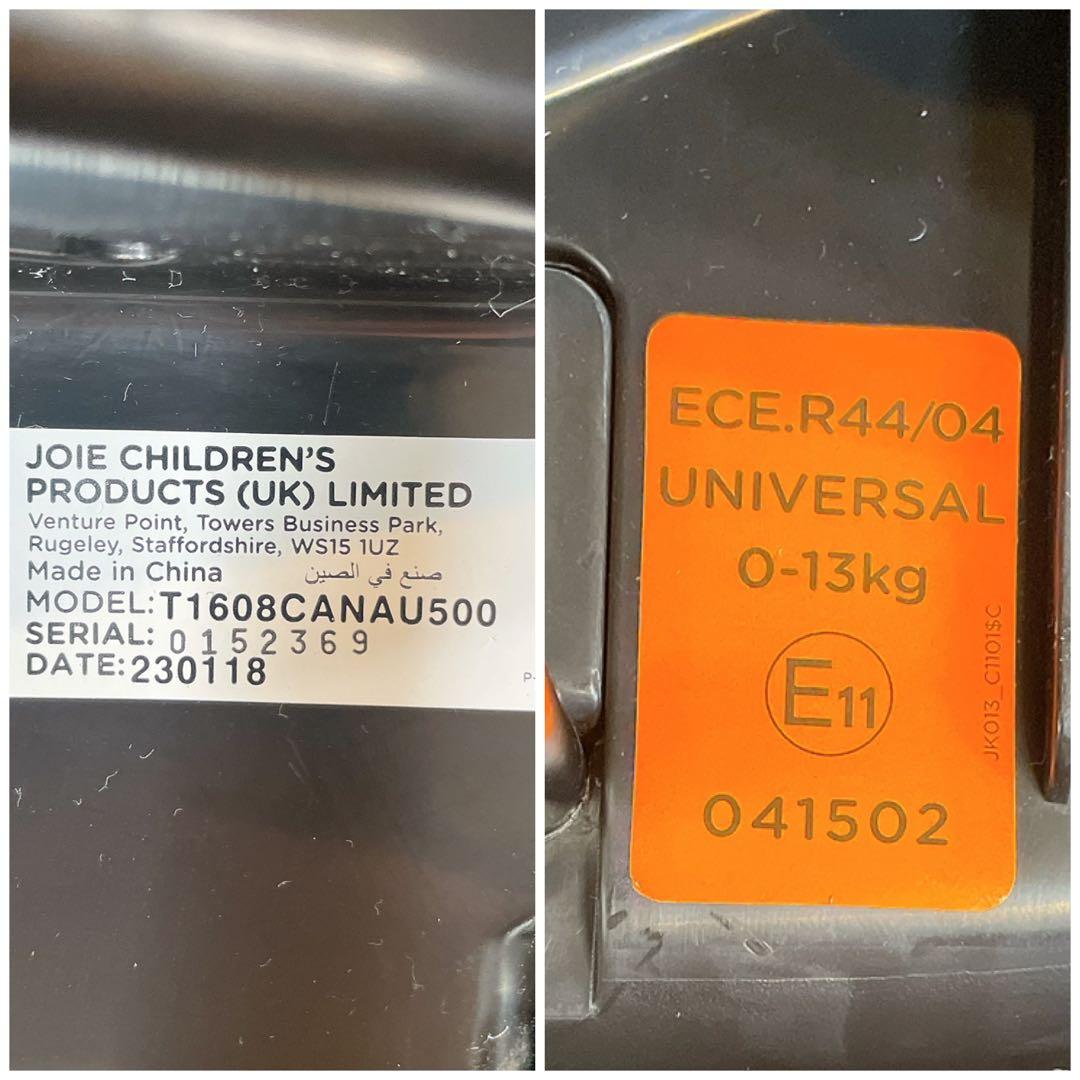 JOIE CHILDREN'S
PRODUCTS (UK) LIMITED
Venture Point, Towers Business Park,
Rugeley, Staffordshire, WS15 1UZ
Made in China صنع في الصين
MODEL: T1608CANAU500
SERIAL: 0152369
DATE: 230118
P-
ECE.R44/04
UNIVERSAL
0-13kg
E11
041502
JK013_C1101$C